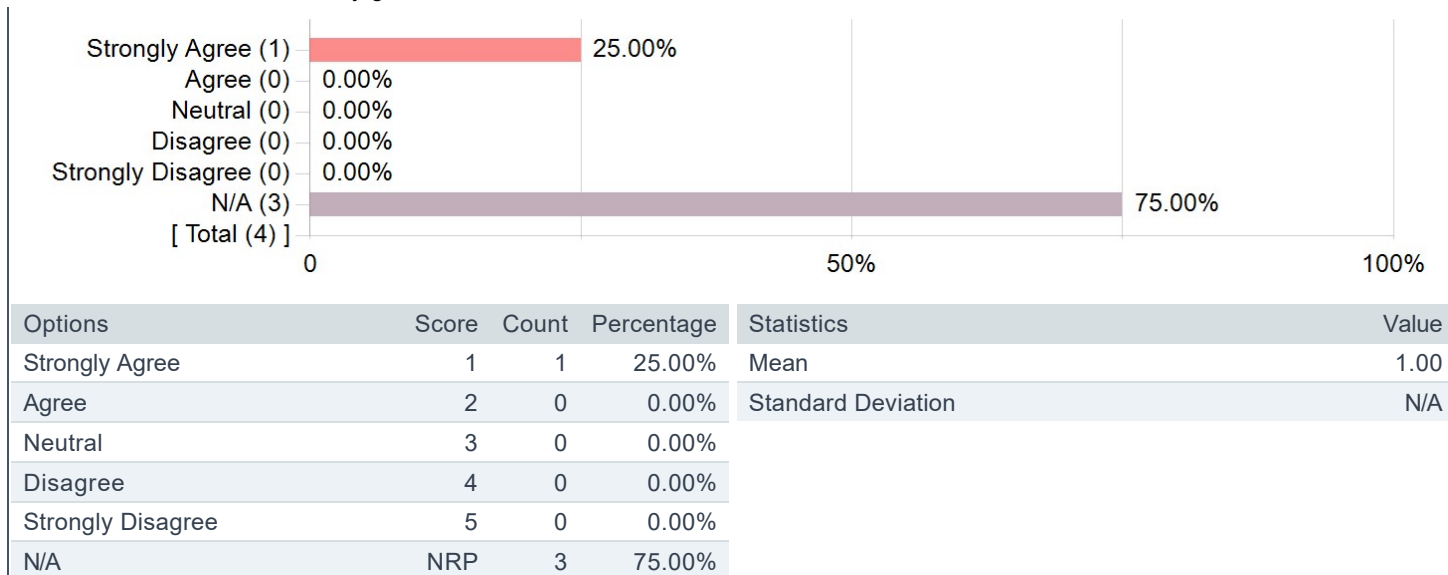 Strongly Agree (1) 25.00%
Agree (0) 0.00%
Neutral (0) 0.00%
Disagree (0) 0.00%
Strongly Disagree (0) 0.00%
N/A (3) 75.00%
[ Total (4) ]
0 50% 100%
Options Score Count Percentage
Strongly Agree 1 1 25.00%
Agree 2 0 0.00%
Neutral 3 0 0.00%
Disagree 4 0 0.00%
Strongly Disagree 5 0 0.00%
N/A NRP 3 75.00%
Statistics Value
Mean 1.00
Standard Deviation N/A